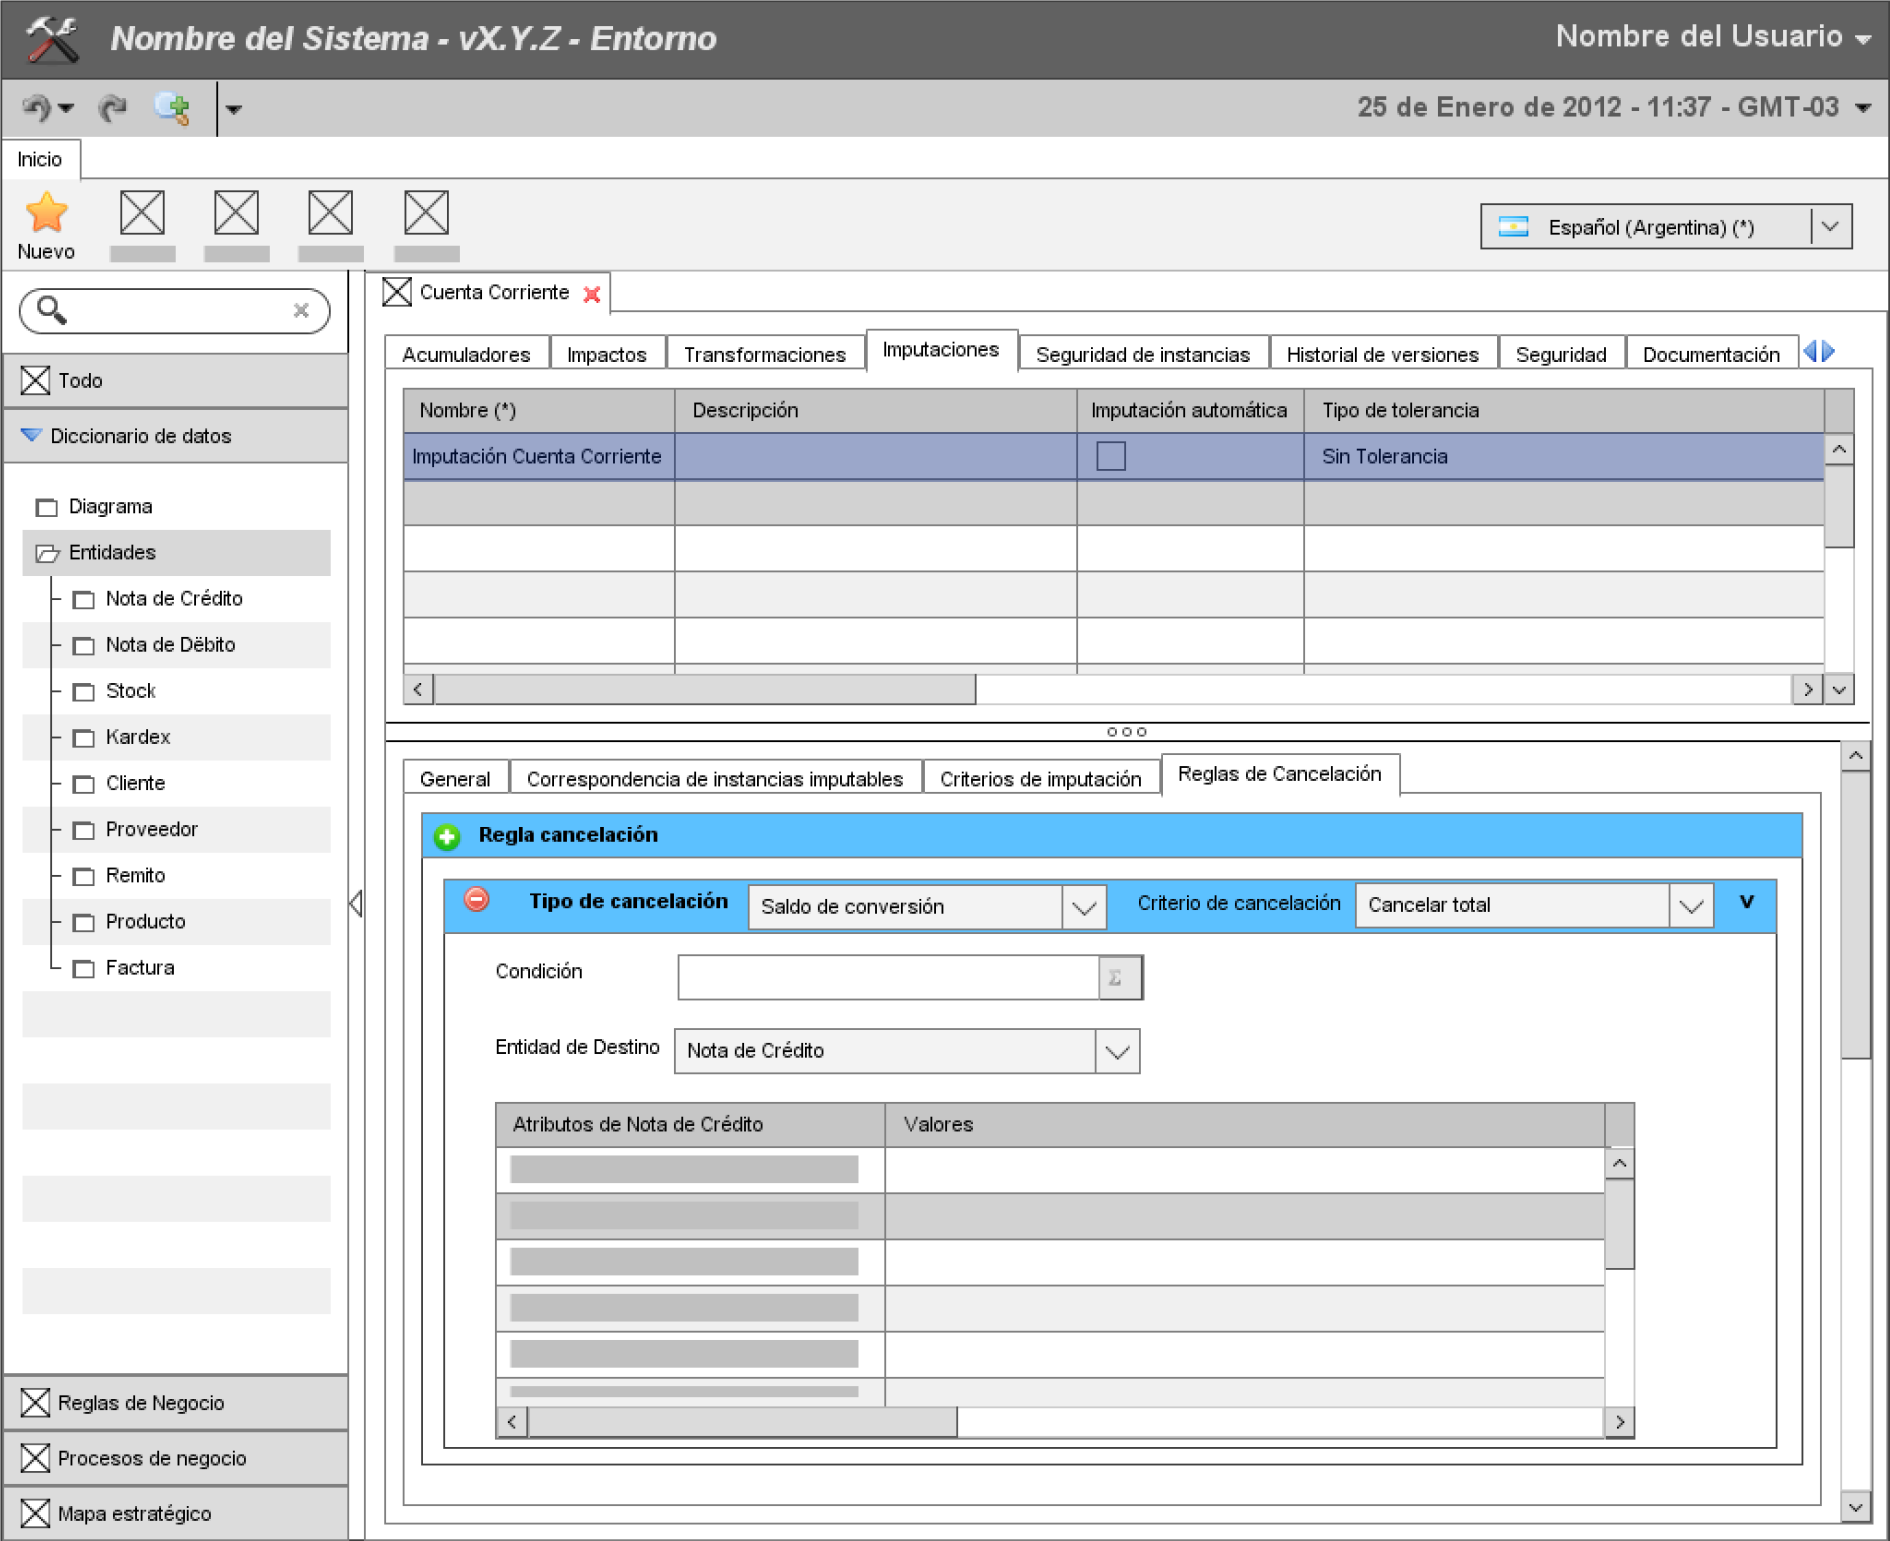 Nombre del Sistema - vX.Y.Z - Entorno
Nombre del Usuario
25 de Enero de 2012 - 11:37 - GMT-03
Inicio
Nuevo
Español (Argentina) (*)
Cuenta Corriente
Todo
Diccionario de datos
Diagrama
Entidades
Nota de Crédito
Nota de Dëbito
Stock
Kardex
Cliente
Proveedor
Remito
Producto
Factura
Reglas de Negocio
Procesos de negocio
Mapa estratégico
Acumuladores Impactos Transformaciones Imputaciones Seguridad de instancias Historial de versiones Seguridad Documentación
Nombre (*) Descripción Imputación automática Tipo de tolerancia
Imputación Cuenta Corriente Sin Tolerancia
General Correspondencia de instancias imputables Criterios de imputación Reglas de Cancelación
Regla cancelación
Tipo de cancelación Saldo de conversión Criterio de cancelación Cancelar total V
Condición Σ
Entidad de Destino Nota de Crédito
Atributos de Nota de Crédito Valores